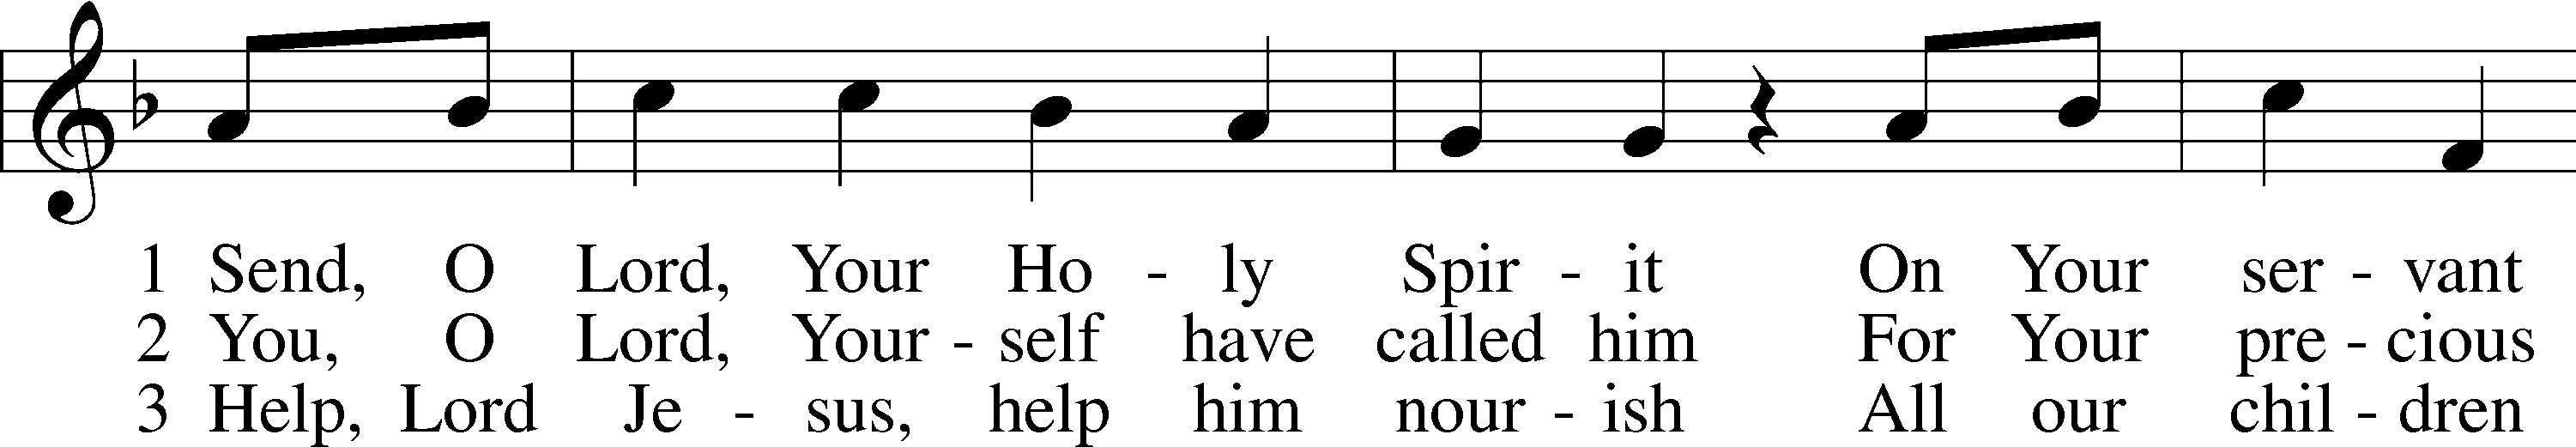 1 Send, O Lord, Your Ho - ly Spir - it On Your ser - vant
2 You, O Lord, Your - self have called him For Your pre - cious
3 Help, Lord Je - sus, help him nour - ish All our chil - dren